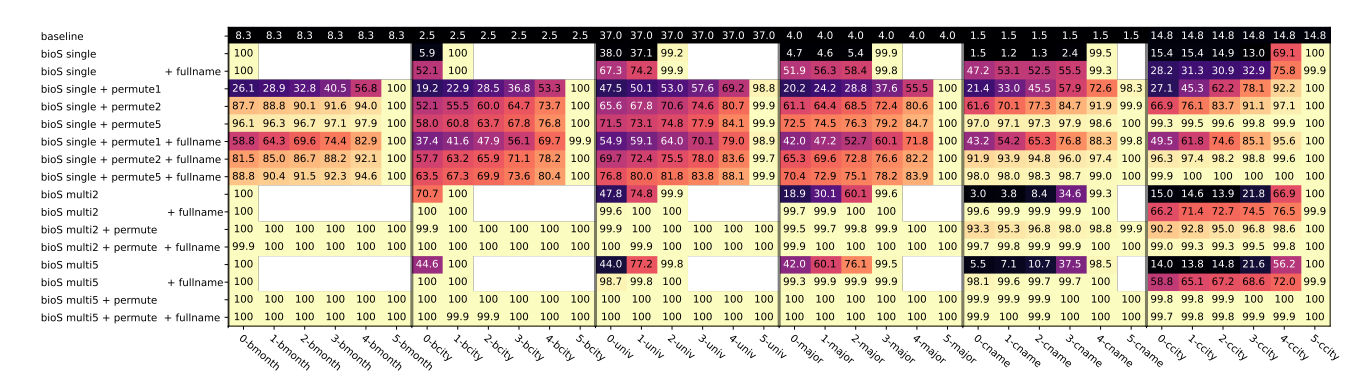 baseline 8.3 8.3 8.3 8.3 8.3 8.3 2.5 2.5 2.5 2.5 2.5 2.5 37.0 37.0 37.0 37.0 37.0 37.0 4.0 4.0 4.0 4.0 4.0 4.0 1.5 1.5 1.5 1.5 1.5 1.5 14.8 14.8 14.8 14.8 14.8 14.8
bioS single 100 5.9 100 38.0 37.1 99.2 4.7 4.6 5.4 99.9 1.5 1.2 1.3 2.4 99.5 15.4 15.4 14.9 13.0 69.1 100
bioS single + fullname 100 52.1 100 67.3 74.2 99.9 51.9 56.3 58.4 99.8 47.2 53.1 52.5 55.5 99.3 28.2 31.3 30.9 32.9 75.8 99.9
bioS single + permute1 26.1 28.9 32.8 40.5 56.8 100 19.2 22.9 28.5 36.8 53.3 100 47.5 50.1 53.0 57.6 69.2 98.8 20.2 24.2 28.8 37.6 55.5 100 21.4 33.0 45.5 57.9 72.6 98.3 27.1 45.3 62.2 78.1 92.2 100
bioS single + permute2 87.7 88.8 90.1 91.6 94.0 100 52.1 55.5 60.0 64.7 73.7 100 65.6 67.8 70.6 74.6 80.7 99.9 61.1 64.4 68.5 72.4 80.6 100 61.6 70.1 77.3 84.7 91.9 99.9 66.9 76.1 83.7 91.1 97.1 100
bioS single + permute5 96.1 96.3 96.7 97.1 97.9 100 58.0 60.8 63.7 67.8 76.8 100 71.5 73.1 74.8 77.9 84.1 99.9 72.5 74.5 76.3 79.2 84.7 100 97.0 97.1 97.3 97.9 98.6 100 99.3 99.5 99.6 99.8 99.9 100
bioS single + permute1 + fullname 58.8 64.3 69.6 74.4 82.9 100 37.4 41.6 47.9 56.1 69.7 99.9 54.9 59.1 64.0 70.1 79.0 98.9 42.0 47.2 52.7 60.1 71.8 100 43.2 54.2 65.3 76.8 88.3 99.8 49.5 61.8 74.6 85.1 95.6 100
bioS single + permute2 + fullname 81.5 85.0 86.7 88.2 92.1 100 57.7 63.2 65.9 71.1 78.2 100 69.7 72.4 75.5 78.0 83.6 99.9 65.3 69.6 72.8 76.6 82.2 100 91.9 93.9 94.8 96.0 97.4 100 96.3 97.4 98.2 98.8 99.6 100
bioS single + permute5 + fullname 88.8 90.4 91.5 92.3 94.6 100 63.5 67.3 69.9 73.6 80.4 100 76.8 80.0 81.8 83.8 88.1 99.9 70.4 72.9 75.1 78.2 83.9 100 98.0 98.0 98.3 98.7 99.0 100 100 100 100 100 100 100
bioS multi2 100 70.7 100 47.8 74.8 99.9 18.9 30.1 60.1 99.6 3.0 3.8 8.4 34.6 99.3 15.0 14.6 13.9 21.8 66.9 100
bioS multi2 + fullname 100 100 100 99.6 100 100 99.7 99.9 100 100 99.6 99.9 99.9 99.9 100 66.2 71.4 72.7 74.5 76.5 99.9
bioS multi2 + permute 100 100 100 100 100 100 99.9 100 100 100 100 100 99.9 100 100 100 100 100 99.5 99.7 99.8 99.9 100 100 93.3 95.3 96.8 98.0 98.8 99.9 90.2 92.8 95.0 96.8 98.6 100
bioS multi2 + permute + fullname 99.9 100 100 100 100 100 100 100 100 100 100 100 100 99.9 100 100 100 100 99.9 100 99.9 99.9 100 100 99.7 99.8 99.9 99.9 100 100 99.0 99.3 99.3 99.5 99.8 100
bioS multi5 100 44.6 100 44.0 77.2 99.8 42.0 60.1 76.1 99.5 5.5 7.1 10.7 37.5 98.5 14.0 13.8 14.8 21.6 56.2 100
bioS multi5 + fullname 100 100 100 98.7 99.8 100 99.3 99.9 99.9 99.9 98.1 99.6 99.7 99.7 100 58.8 65.1 67.2 68.6 72.0 99.9
bioS multi5 + permute 100 100 100 100 100 100 100 100 100 100 100 100 100 100 100 100 100 100 100 100 100 100 100 100 99.9 99.9 99.9 100 100 100 99.8 99.8 99.9 100 100 100
bioS multi5 + permute + fullname 100 100 100 100 100 100 100 99.9 99.9 100 100 100 100 100 100 100 100 100 100 100 100 100 100 100 99.9 100 99.9 100 100 100 99.7 99.8 99.8 99.9 100 100
0-bmonth 1-bmonth 2-bmonth 3-bmonth 4-bmonth 5-bmonth 0-bcity 1-bcity 2-bcity 3-bcity 4-bcity 5-bcity 0-univ 1-univ 2-univ 3-univ 4-univ 5-univ 0-major 1-major 2-major 3-major 4-major 5-major 0-cname 1-cname 2-cname 3-cname 4-cname 5-cname 0-ccity 1-ccity 2-ccity 3-ccity 4-ccity 5-ccity